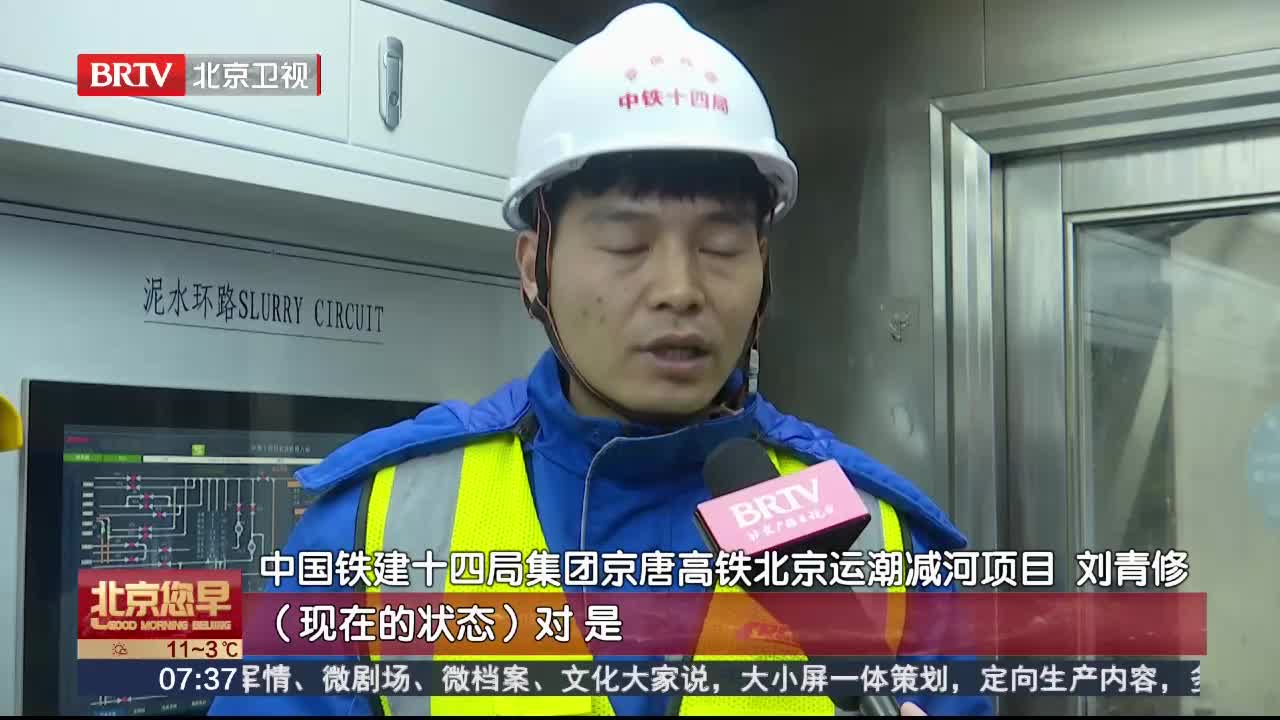 BRTV 北京卫视
中铁十四局
泥水环路SLURRY CIRCUIT
BRTV
中国铁建十四局集团京唐高铁北京运潮减河项目 刘青修
北京您早
GOOD MORNING BEIJING
（现在的状态）对 是
11~3℃
07:37
军情、微剧场、微档案、文化大家说，大小屏一体策划，定向生产内容，